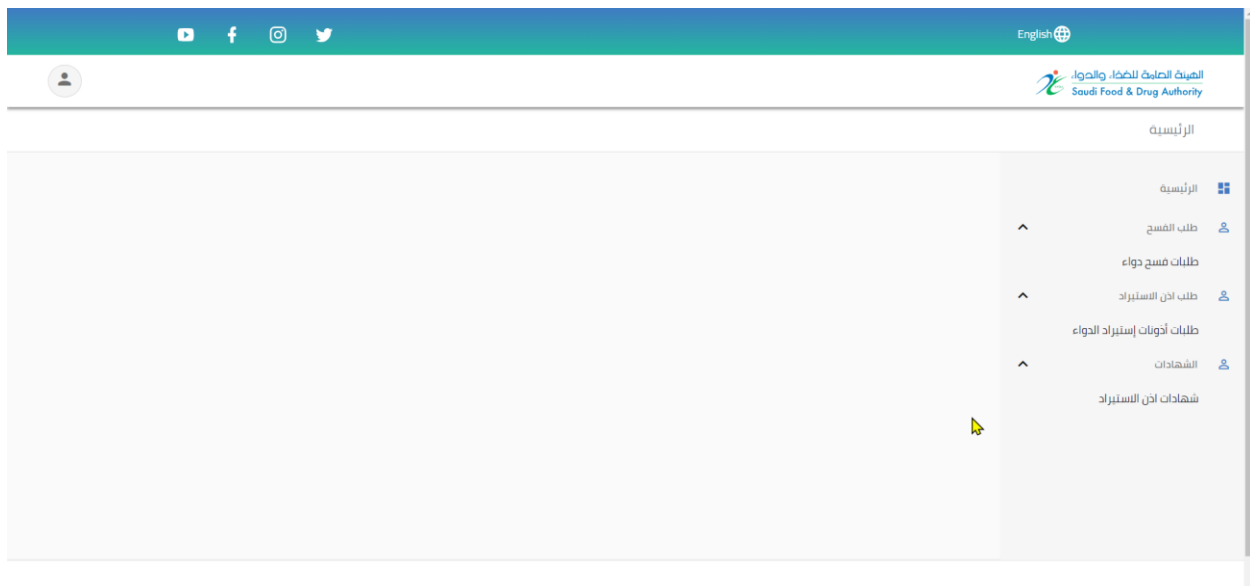 English
الهيئة العامة للغذاء والدواء
Saudi Food & Drug Authority
الرئيسية
الرئيسية
طلب الفسح
طلبات فسح دواء
طلب اذن الاستيراد
طلبات أذونات إستيراد الدواء
الشهادات
شهادات اذن الاستيراد